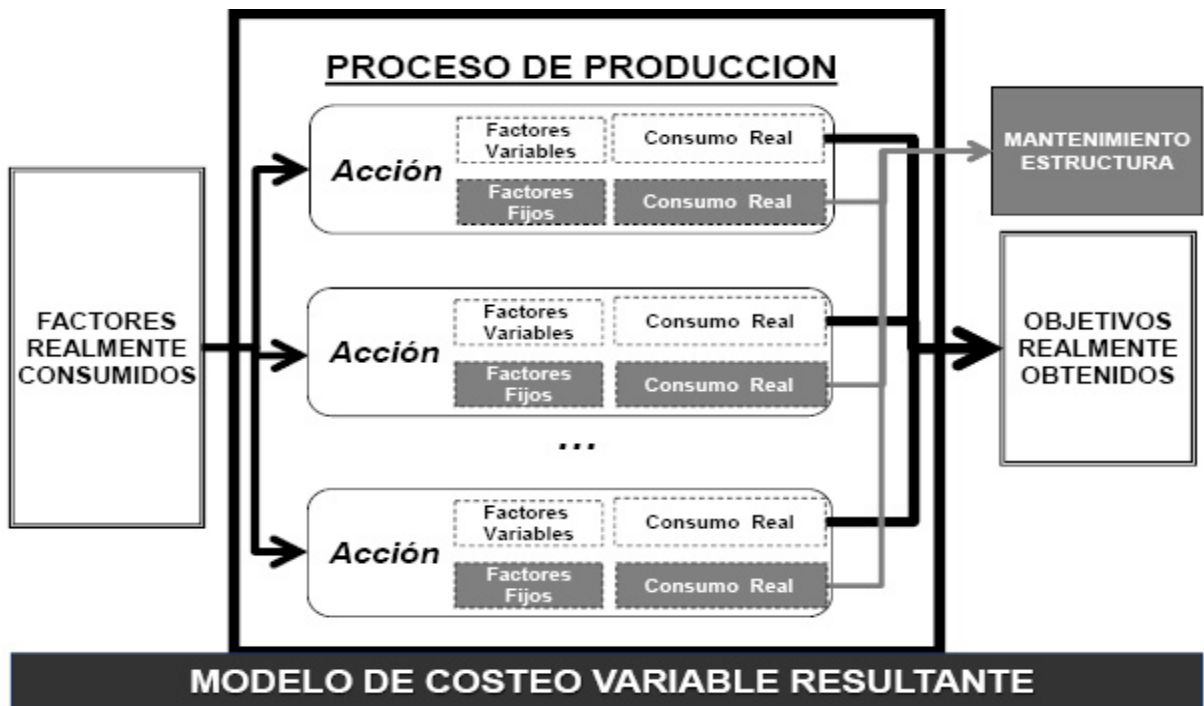 PROCESO DE PRODUCCION
FACTORES
REALMENTE
CONSUMIDOS
Acción
Factores
Variables
Consumo Real
Factores
Fijos
Consumo Real
Acción
Factores
Variables
Consumo Real
Factores
Fijos
Consumo Real
...
Acción
Factores
Variables
Consumo Real
Factores
Fijos
Consumo Real
MANTENIMIENTO
ESTRUCTURA
OBJETIVOS
REALMENTE
OBTENIDOS
MODELO DE COSTEO VARIABLE RESULTANTE